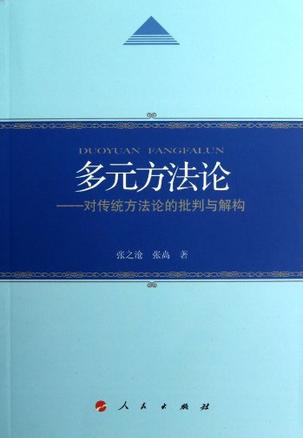 DUOYUAN FANGFALUN
多元方法论
——对传统方法论的批判与解构
张之沧 张卨 著
人民出版社